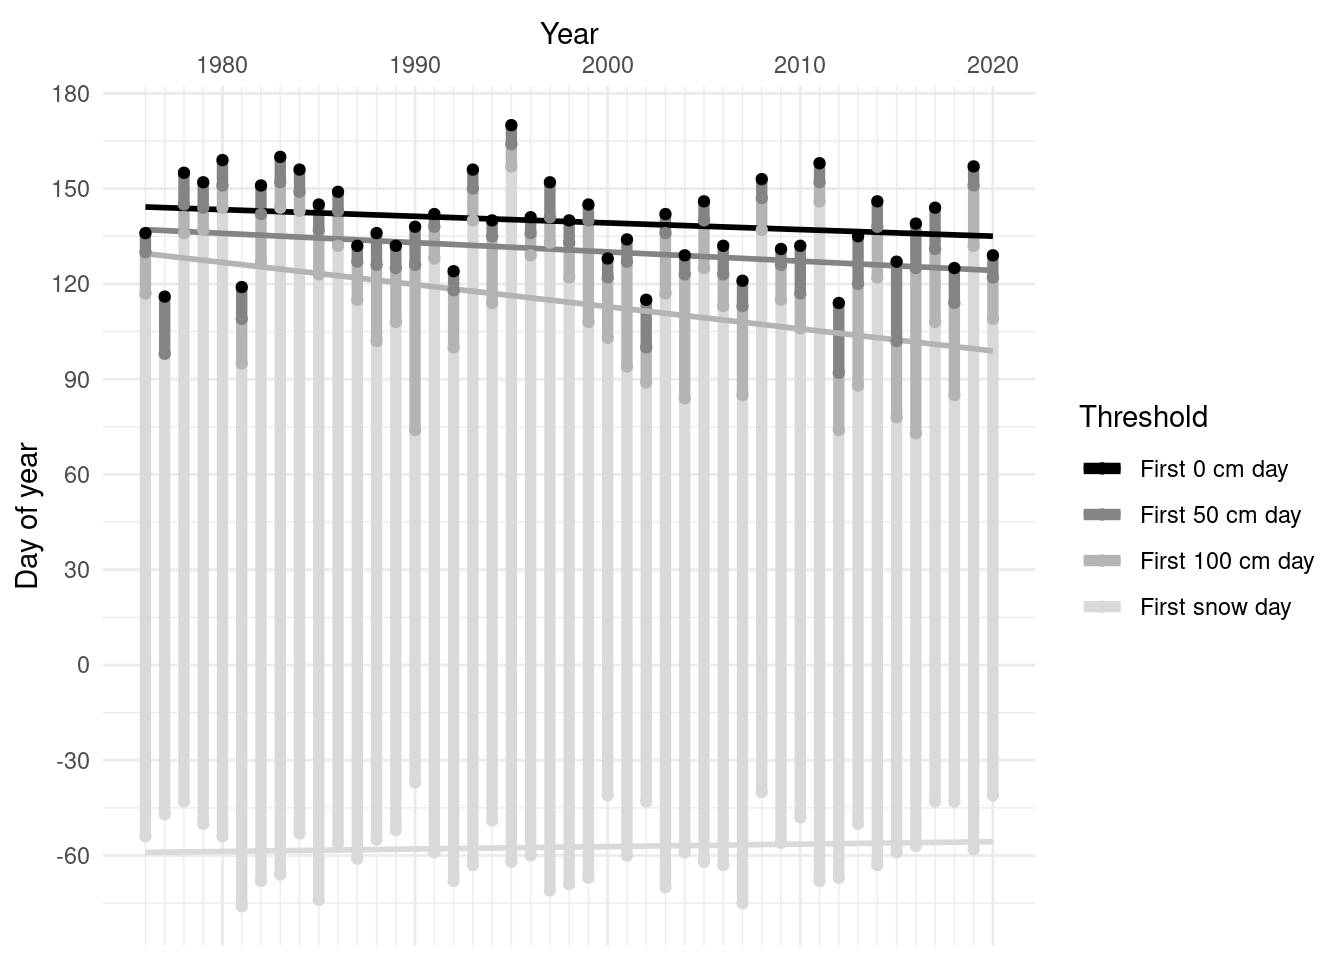 Year
1980 1990 2000 2010 2020
180
150
120
90
60
30
0
-30
-60
Day of year
Threshold
First 0 cm day
First 50 cm day
First 100 cm day
First snow day